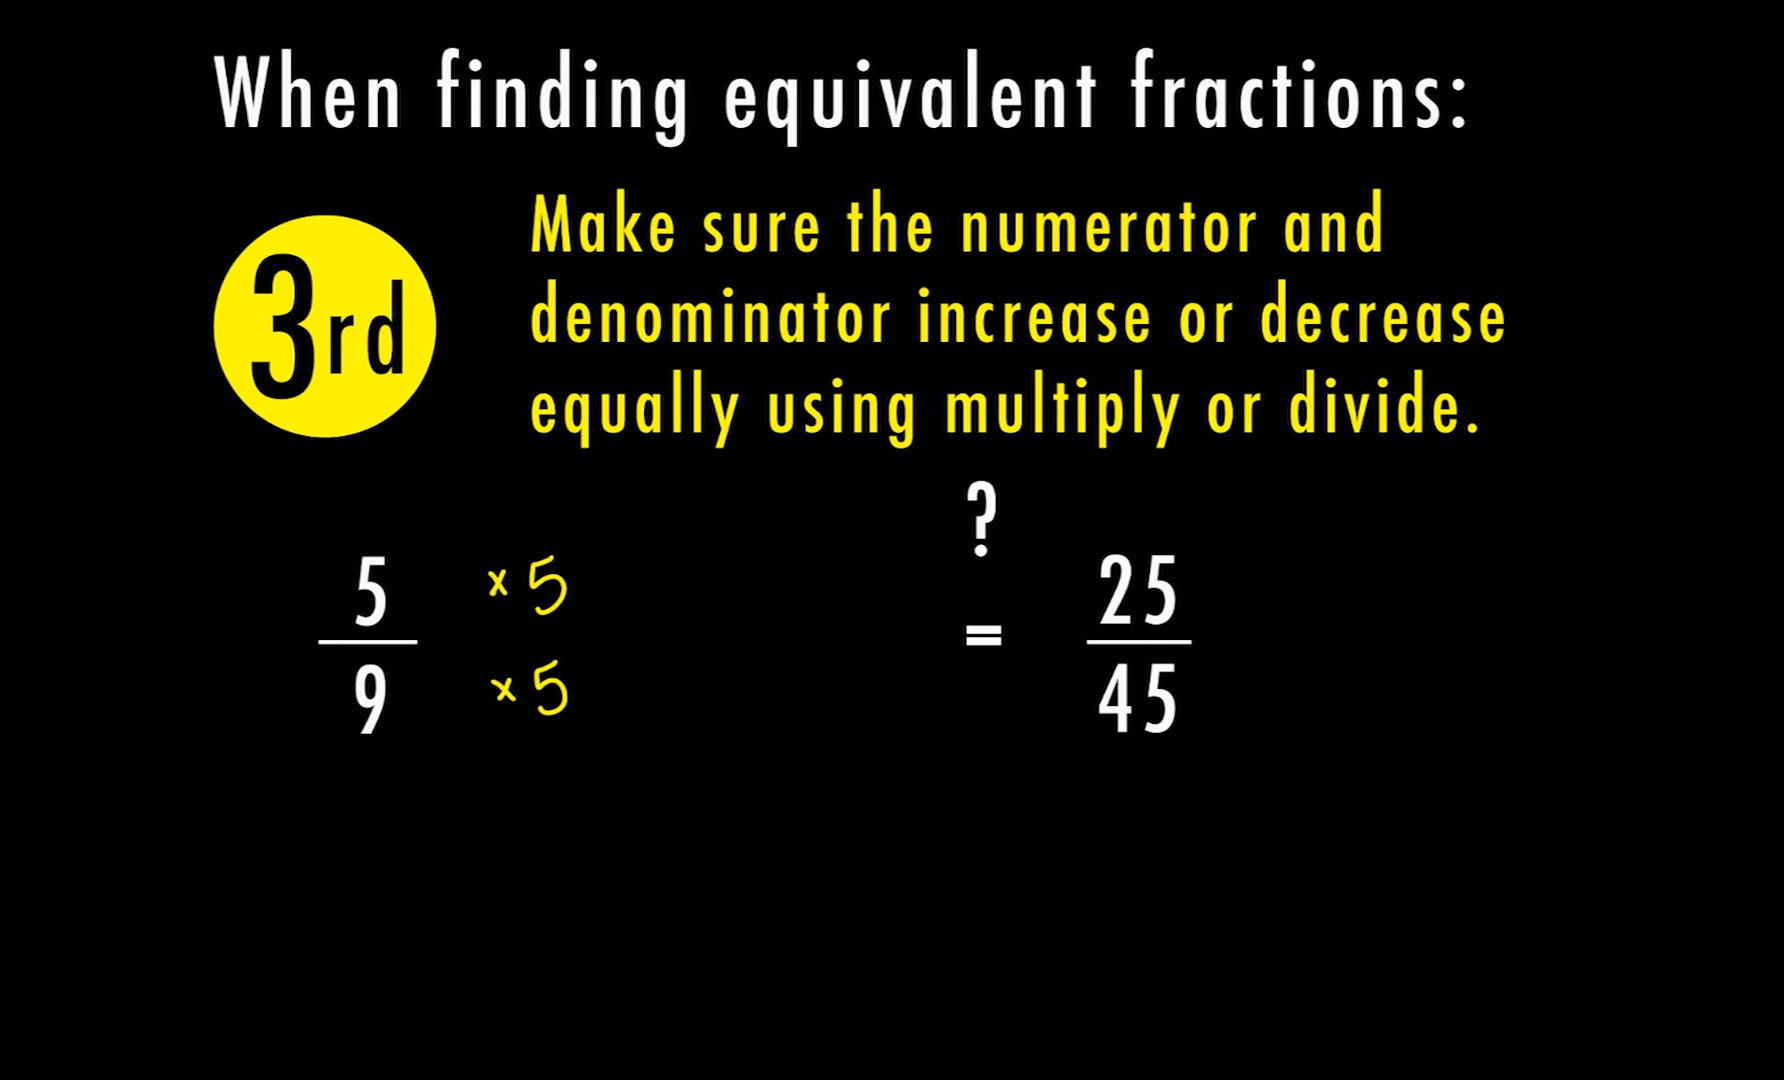 When finding equivalent fractions:
3rd
Make sure the numerator and
denominator increase or decrease
equally using multiply or divide.
?
5 × 5 = 25
9 × 5 45